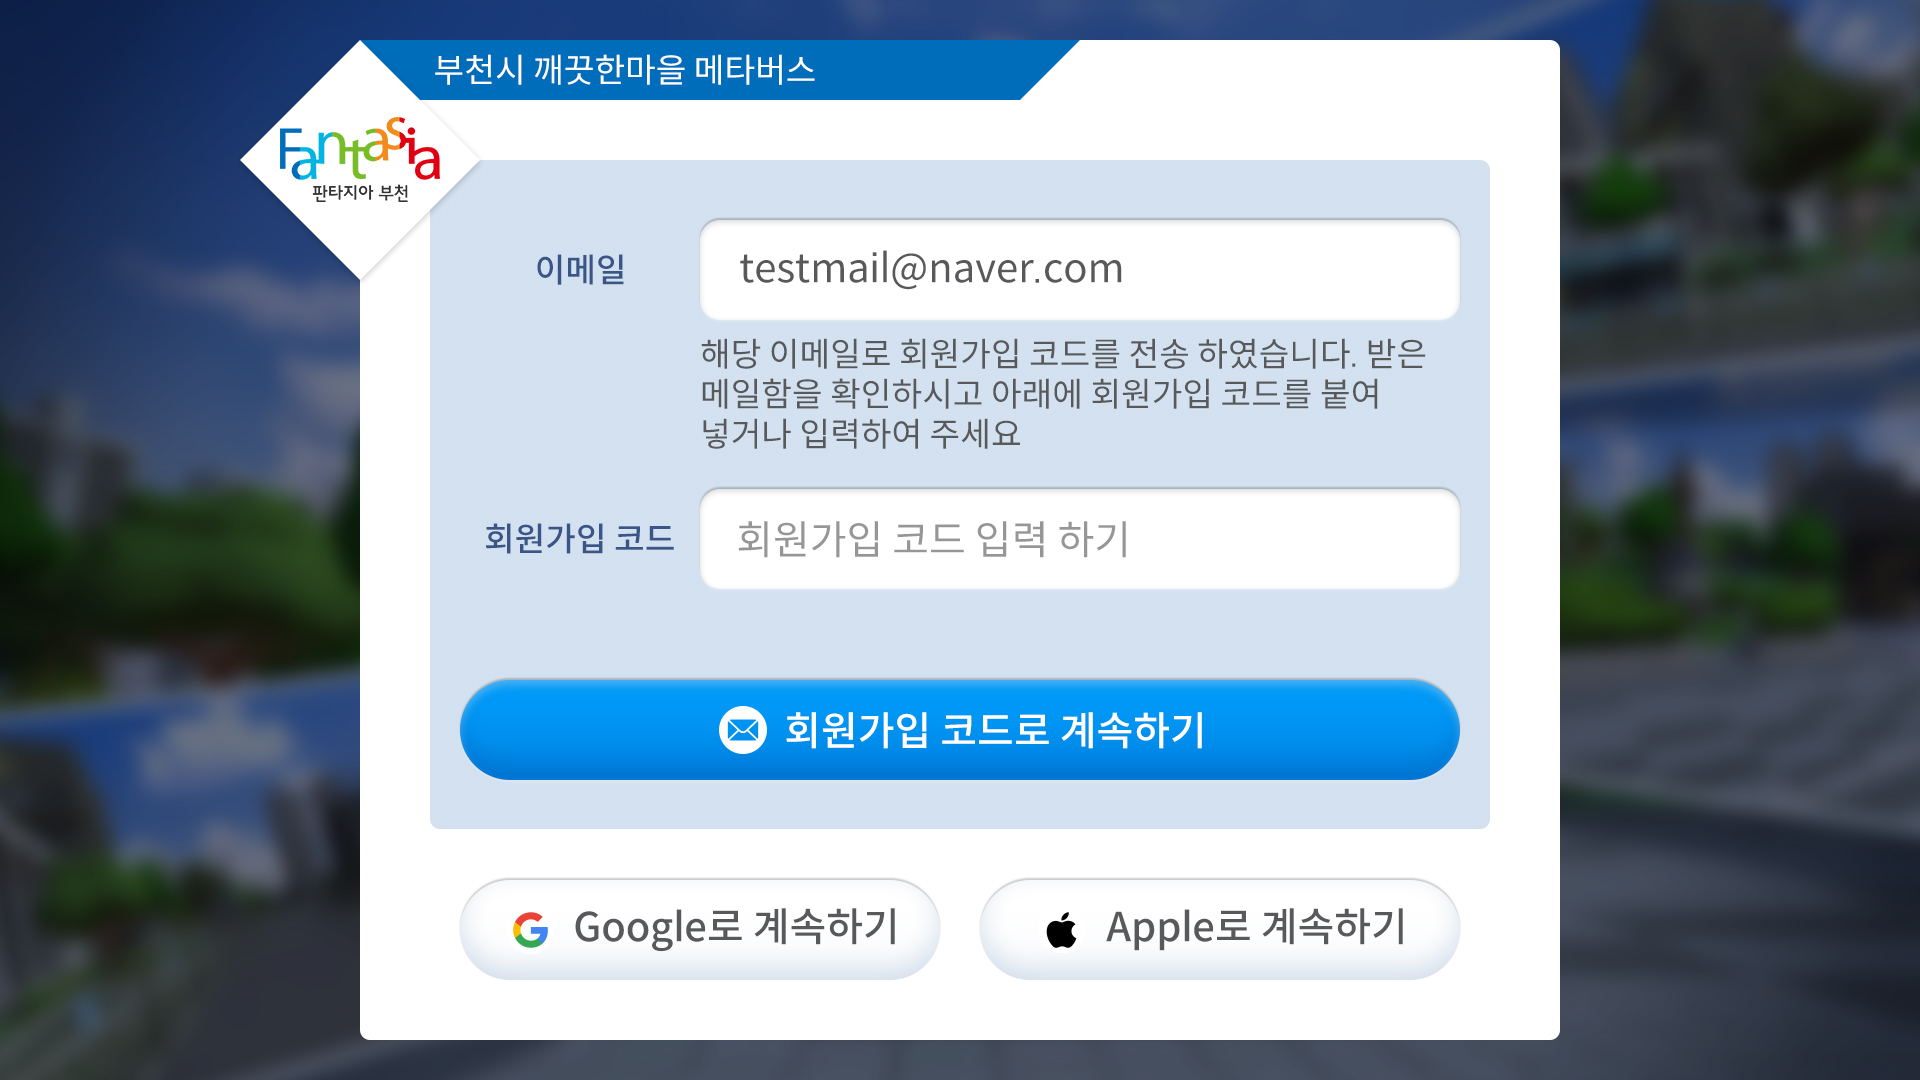 부천시 깨끗한마을 메타버스
Fantasia
판타지아 부천
이메일
testmail@naver.com
해당 이메일로 회원가입 코드를 전송 하였습니다. 받은
메일함을 확인하시고 아래에 회원가입 코드를 붙여
넣거나 입력하여 주세요
회원가입 코드
회원가입 코드 입력 하기
회원가입 코드로 계속하기
Google로 계속하기
Apple로 계속하기